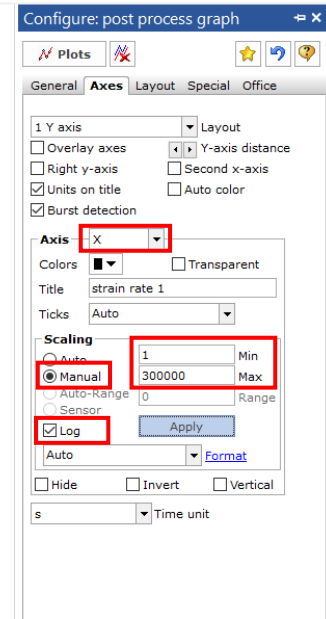 Configure: post process graph
Plots
General Axes Layout Special Office
1 Y axis Layout
Overlay axes Y-axis distance
Right y-axis Second x-axis
Units on title Auto color
Burst detection
Axis X
Colors Transparent
Title strain rate 1
Ticks Auto
Scaling
Auto 1 Min
Manual 300000 Max
Auto-Range 0 Range
Sensor
Log Apply
Auto Format
Hide Invert Vertical
s Time unit